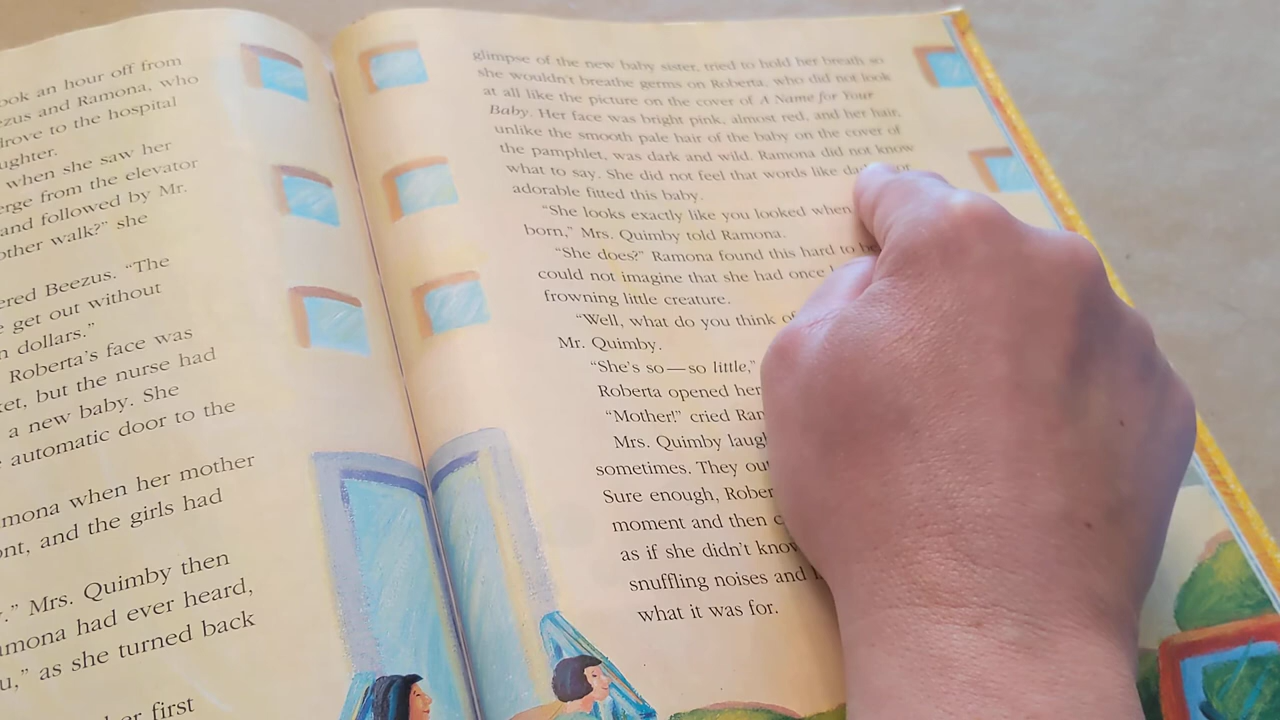 ook an hour off from
ezus and Ramona, who
drove to the hospital
ughter.
when she saw her
erge from the elevator
and followed by Mr.
other walk?” she
ered Beezus. “The
e get out without
n dollars.”
Roberta’s face was
ket, but the nurse had
a new baby. She
automatic door to the
mona when her mother
ont, and the girls had
.” Mrs. Quimby then
amona had ever heard,
u,” as she turned back
her first
glimpse of the new baby sister, tried to hold her breath so
she wouldn’t breathe germs on Roberta, who did not look
at all like the picture on the cover of A Name for Your
Baby. Her face was bright pink, almost red, and her hair,
unlike the smooth pale hair of the baby on the cover of
the pamphlet, was dark and wild. Ramona did not know
what to say. She did not feel that words like or
adorable fitted this baby.
“She looks exactly like you looked when
born,” Mrs. Quimby told Ramona.
“She does?” Ramona found this hard to be
could not imagine that she had once
frowning little creature.
“Well, what do you think of
Mr. Quimby.
“She’s so—so little,”
Roberta opened her
“Mother!” cried Ram
Mrs. Quimby laugh
sometimes. They out
Sure enough, Rober
moment and then c
as if she didn’t know
snuffling noises and
what it was for.